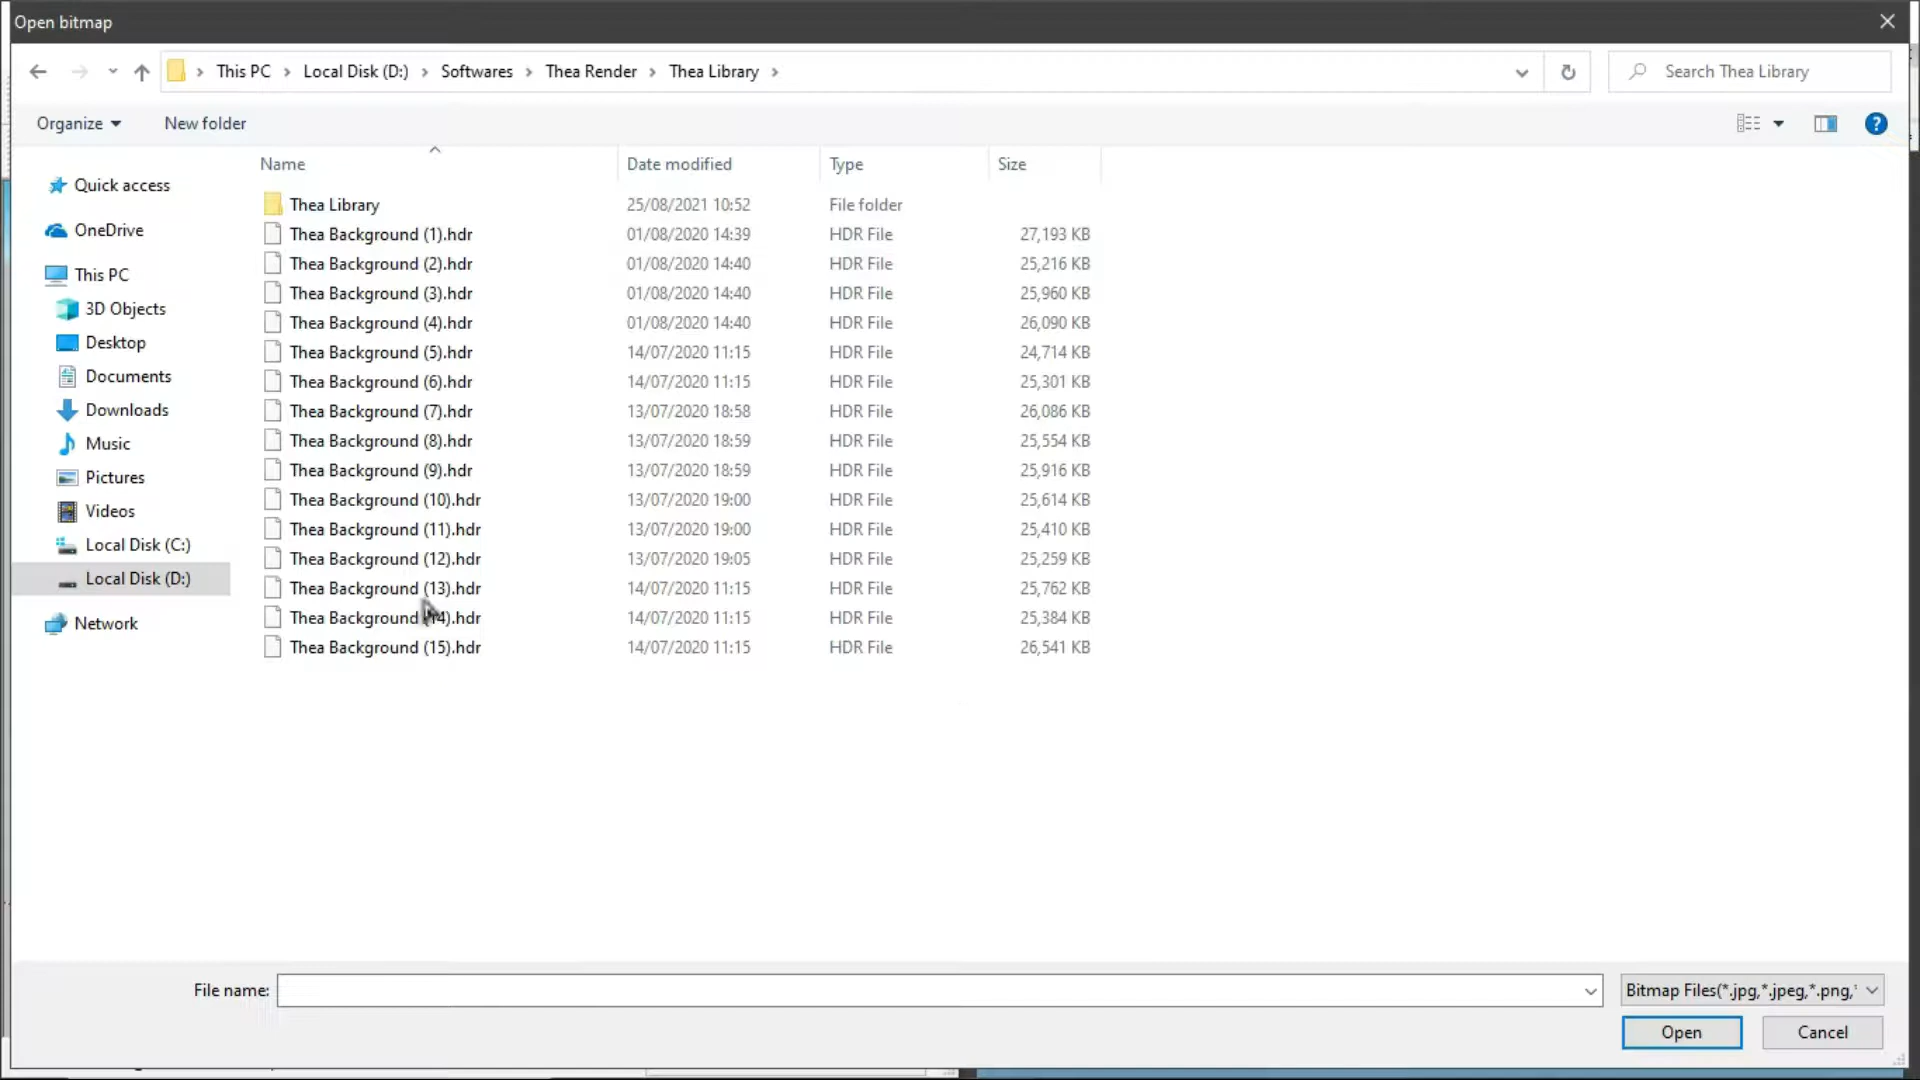 Open bitmap
This PC > Local Disk (D:) > Softwares > Thea Render > Thea Library >
Search Thea Library
Organize
New folder
?
Name
Date modified
Type
Size
Quick access
OneDrive
This PC
3D Objects
Desktop
Documents
Downloads
Music
Pictures
Videos
Local Disk (C:)
Local Disk (D:)
Network
Thea Library 25/08/2021 10:52 File folder
Thea Background (1).hdr 01/08/2020 14:39 HDR File 27,193 KB
Thea Background (2).hdr 01/08/2020 14:40 HDR File 25,216 KB
Thea Background (3).hdr 01/08/2020 14:40 HDR File 25,960 KB
Thea Background (4).hdr 01/08/2020 14:40 HDR File 26,090 KB
Thea Background (5).hdr 14/07/2020 11:15 HDR File 24,714 KB
Thea Background (6).hdr 14/07/2020 11:15 HDR File 25,301 KB
Thea Background (7).hdr 13/07/2020 18:58 HDR File 26,086 KB
Thea Background (8).hdr 13/07/2020 18:59 HDR File 25,554 KB
Thea Background (9).hdr 13/07/2020 18:59 HDR File 25,916 KB
Thea Background (10).hdr 13/07/2020 19:00 HDR File 25,614 KB
Thea Background (11).hdr 13/07/2020 19:00 HDR File 25,410 KB
Thea Background (12).hdr 13/07/2020 19:05 HDR File 25,259 KB
Thea Background (13).hdr 14/07/2020 11:15 HDR File 25,762 KB
Thea Background (14).hdr 14/07/2020 11:15 HDR File 25,384 KB
Thea Background (15).hdr 14/07/2020 11:15 HDR File 26,541 KB
File name:
Bitmap Files(*.jpg,*.jpeg,*.png,*
Open
Cancel